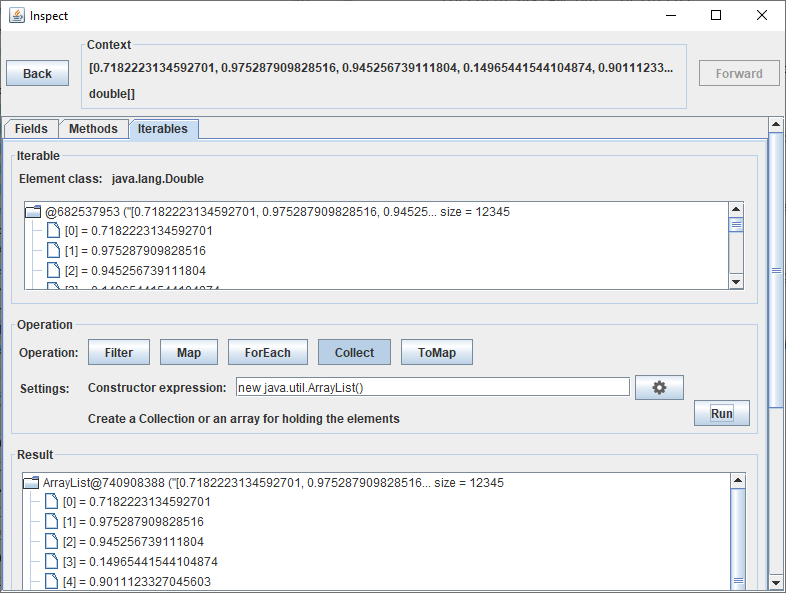 Inspect
Context
Back
[0.7182223134592701, 0.975287909828516, 0.945256739111804, 0.14965441544104874, 0.90111233...
Forward
double[]
Fields Methods Iterables
Iterable
Element class: java.lang.Double
@682537953 ("[0.7182223134592701, 0.975287909828516, 0.94525... size = 12345
[0] = 0.7182223134592701
[1] = 0.975287909828516
[2] = 0.945256739111804
[3] = 0.14965441544104874
Operation
Operation: Filter Map ForEach Collect ToMap
Settings: Constructor expression: new java.util.ArrayList()
Create a Collection or an array for holding the elements
Run
Result
ArrayList@740908388 ("[0.7182223134592701, 0.975287909828516... size = 12345
[0] = 0.7182223134592701
[1] = 0.975287909828516
[2] = 0.945256739111804
[3] = 0.14965441544104874
[4] = 0.9011123327045603